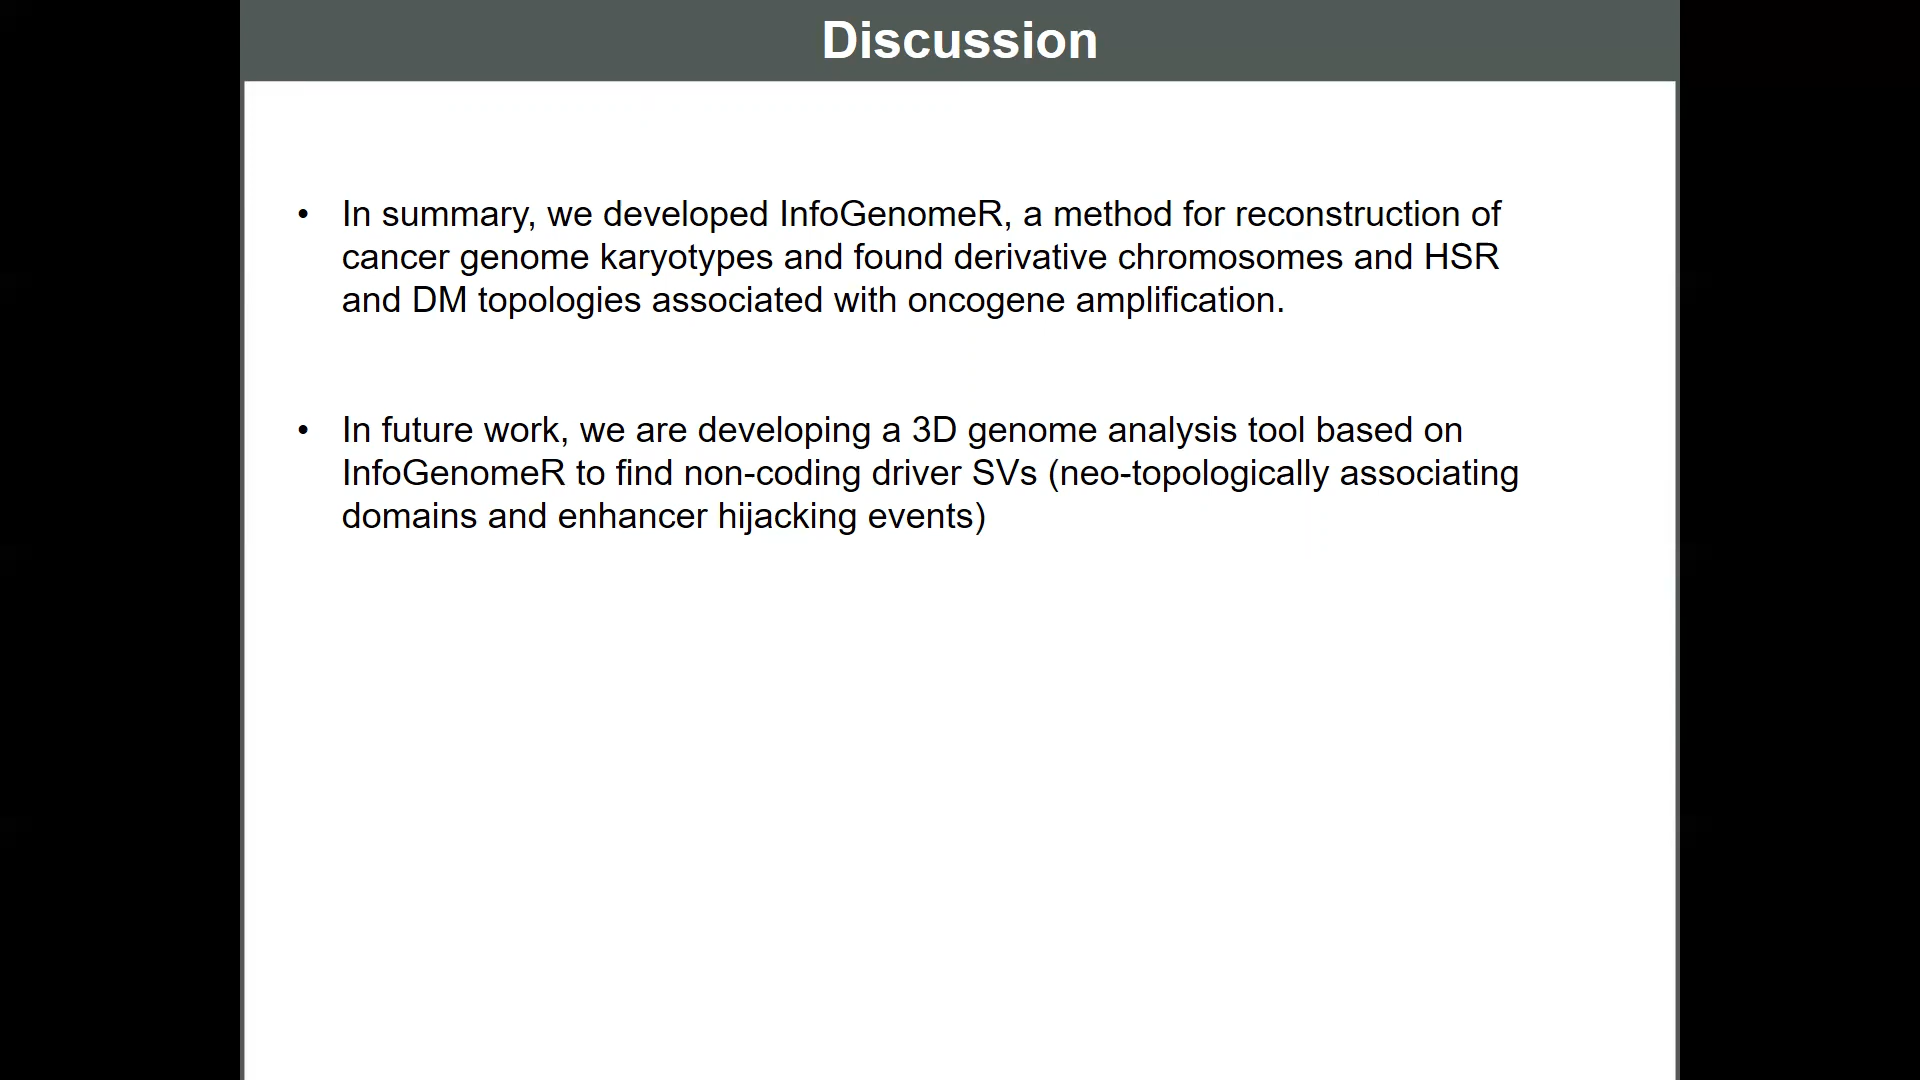 Discussion
• In summary, we developed InfoGenomeR, a method for reconstruction of
cancer genome karyotypes and found derivative chromosomes and HSR
and DM topologies associated with oncogene amplification.
• In future work, we are developing a 3D genome analysis tool based on
InfoGenomeR to find non-coding driver SVs (neo-topologically associating
domains and enhancer hijacking events)